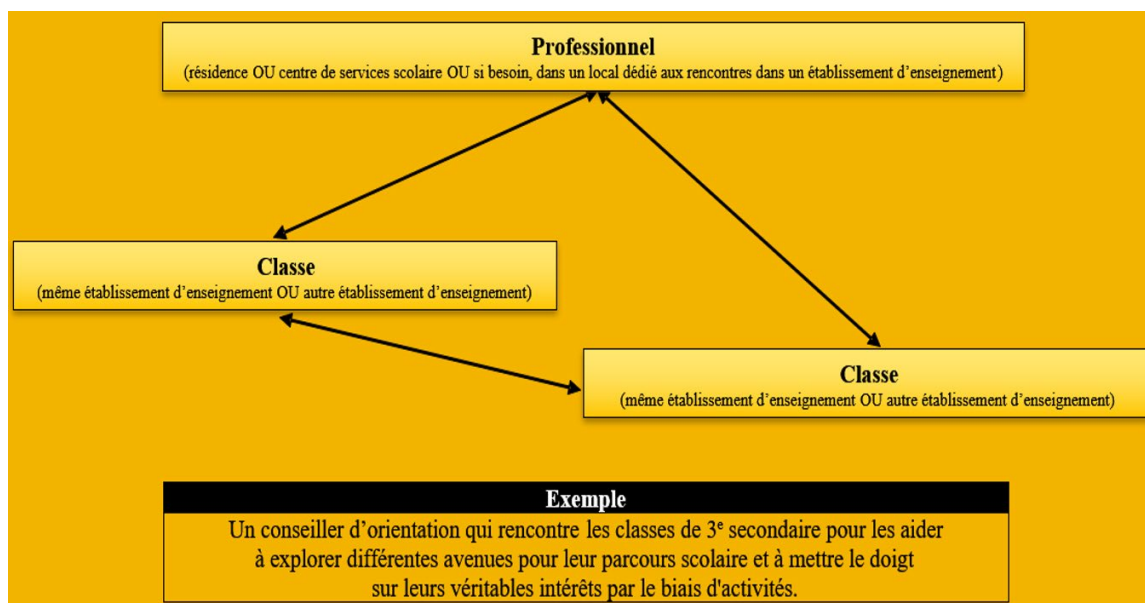 Professionnel
(résidence OU centre de services scolaire OU si besoin, dans un local dédié aux rencontres dans un établissement d’enseignement)
Classe
(même établissement d’enseignement OU autre établissement d’enseignement)
Classe
(même établissement d’enseignement OU autre établissement d’enseignement)
Exemple
Un conseiller d’orientation qui rencontre les classes de 3e secondaire pour les aider
à explorer différentes avenues pour leur parcours scolaire et à mettre le doigt
sur leurs véritables intérêts par le biais d'activités.